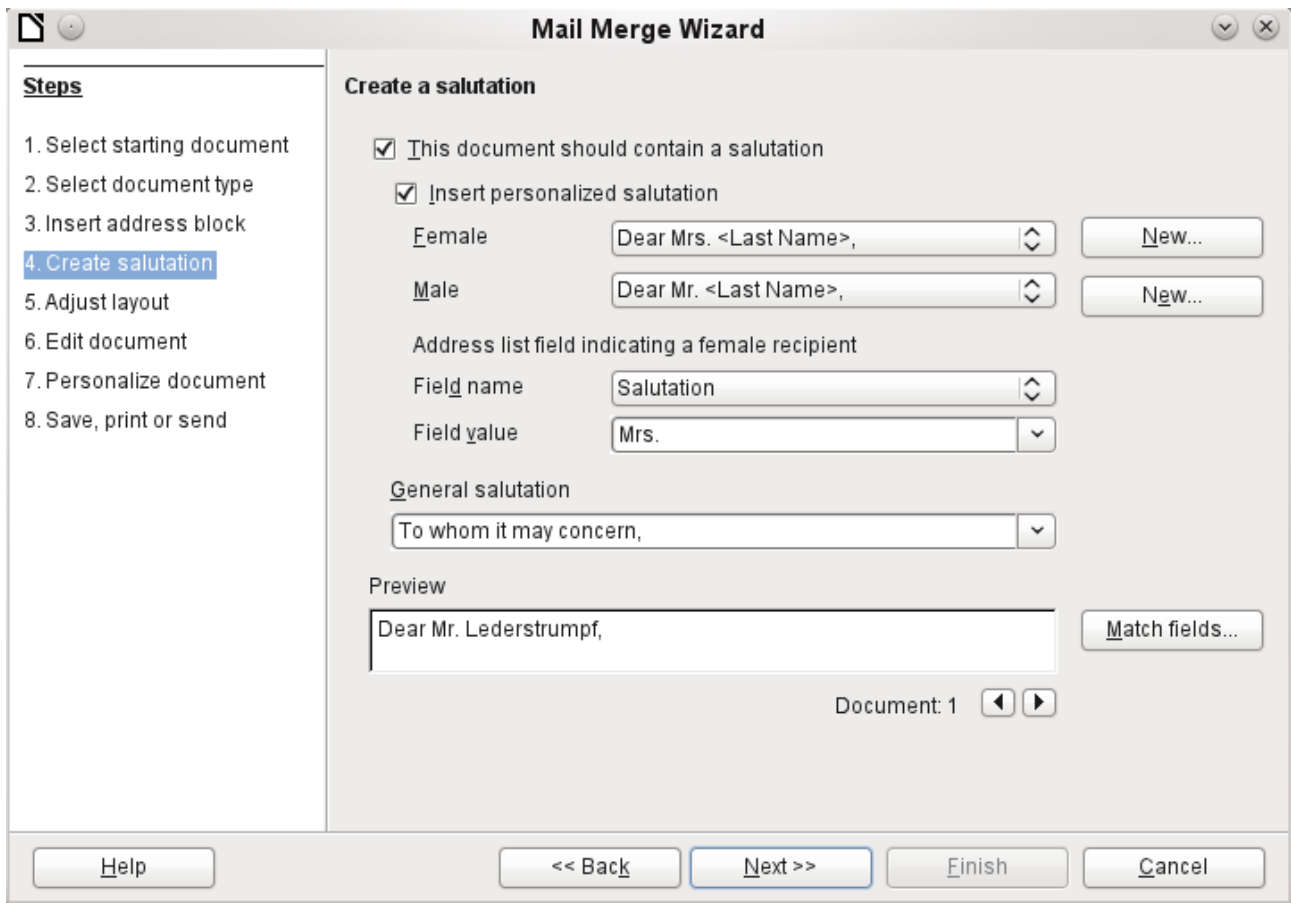 Mail Merge Wizard
Steps
1. Select starting document
2. Select document type
3. Insert address block
4. Create salutation
5. Adjust layout
6. Edit document
7. Personalize document
8. Save, print or send
Create a salutation
This document should contain a salutation
Insert personalized salutation
Female Dear Mrs. <Last Name>, New...
Male Dear Mr. <Last Name>, New...
Address list field indicating a female recipient
Field name Salutation
Field value Mrs.
General salutation
To whom it may concern,
Preview
Dear Mr. Lederstrumpf, Match fields...
Document: 1
Help << Back Next >> Finish Cancel